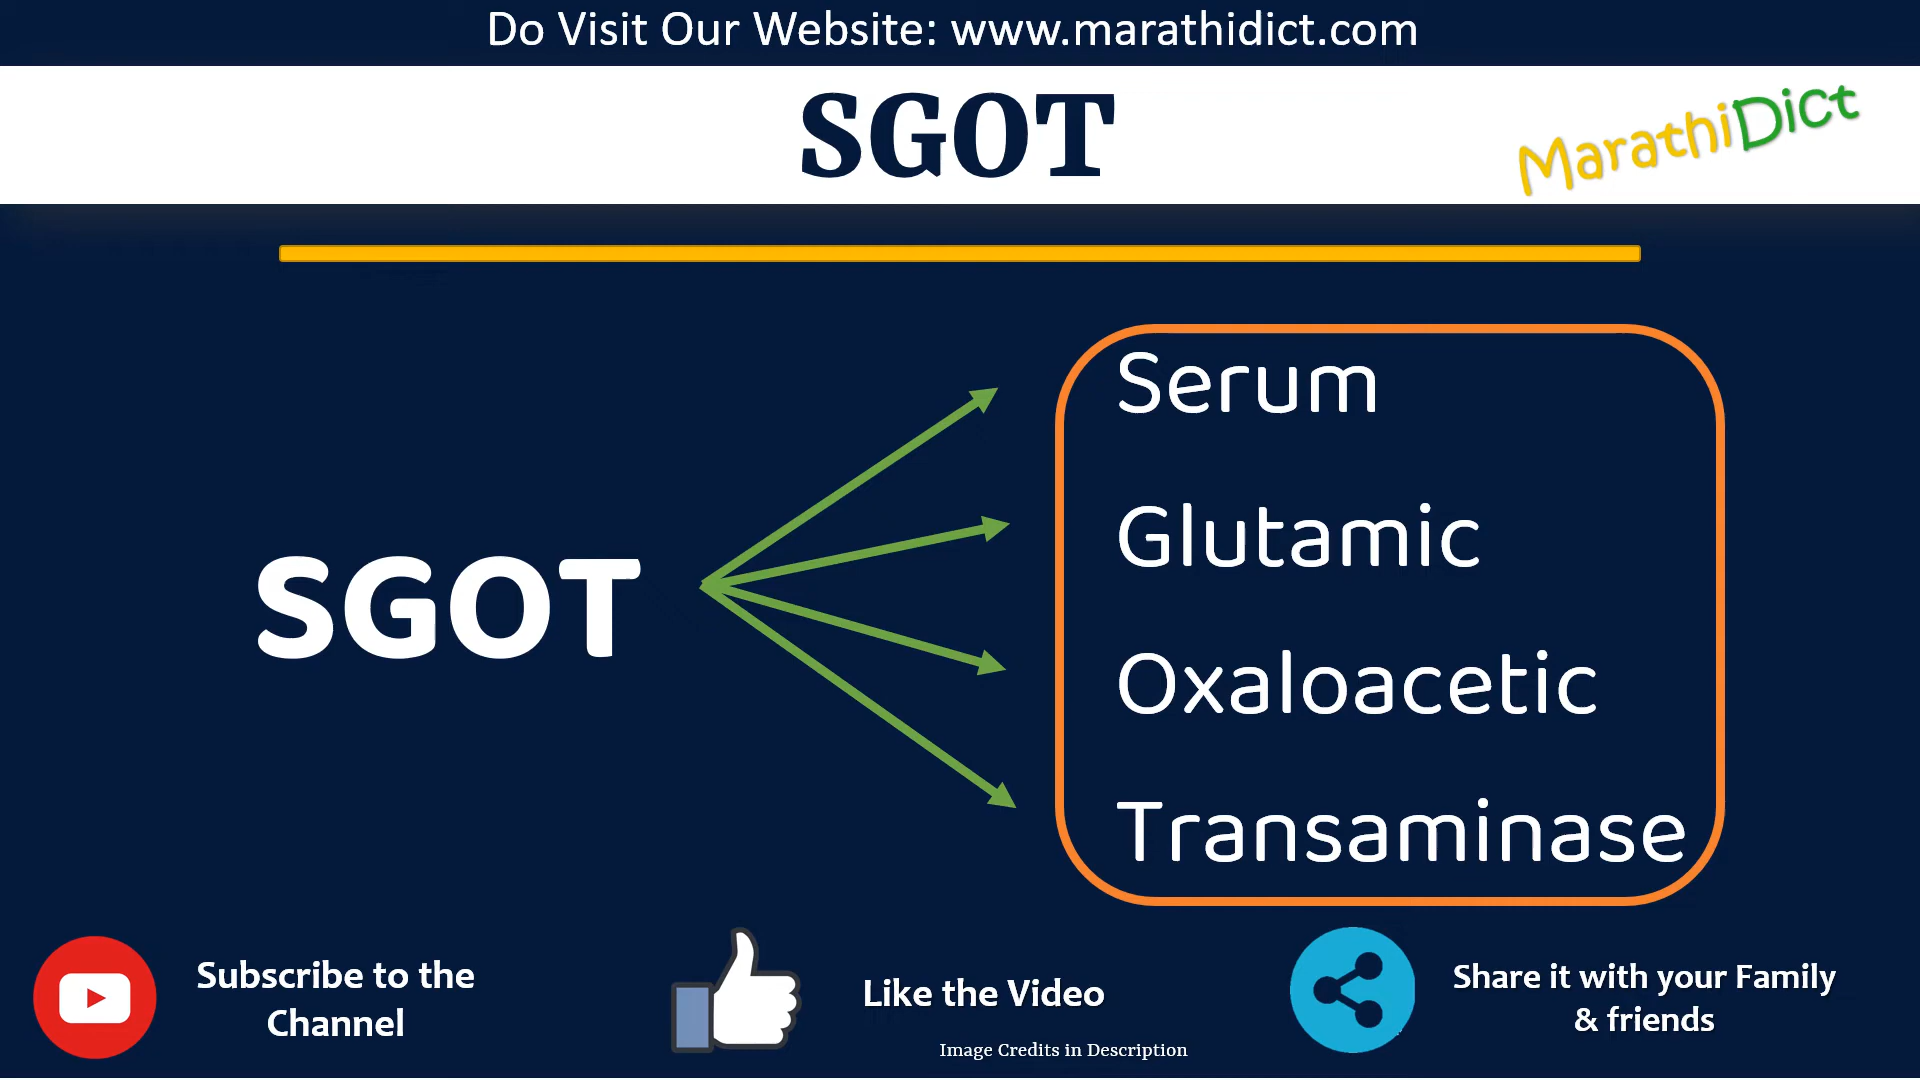 Do Visit Our Website: www.marathidict.com
SGOT
MarathiDict
SGOT
Serum
Glutamic
Oxaloacetic
Transaminase
Subscribe to the
Channel
Like the Video
Share it with your Family
& friends
Image Credits in Description